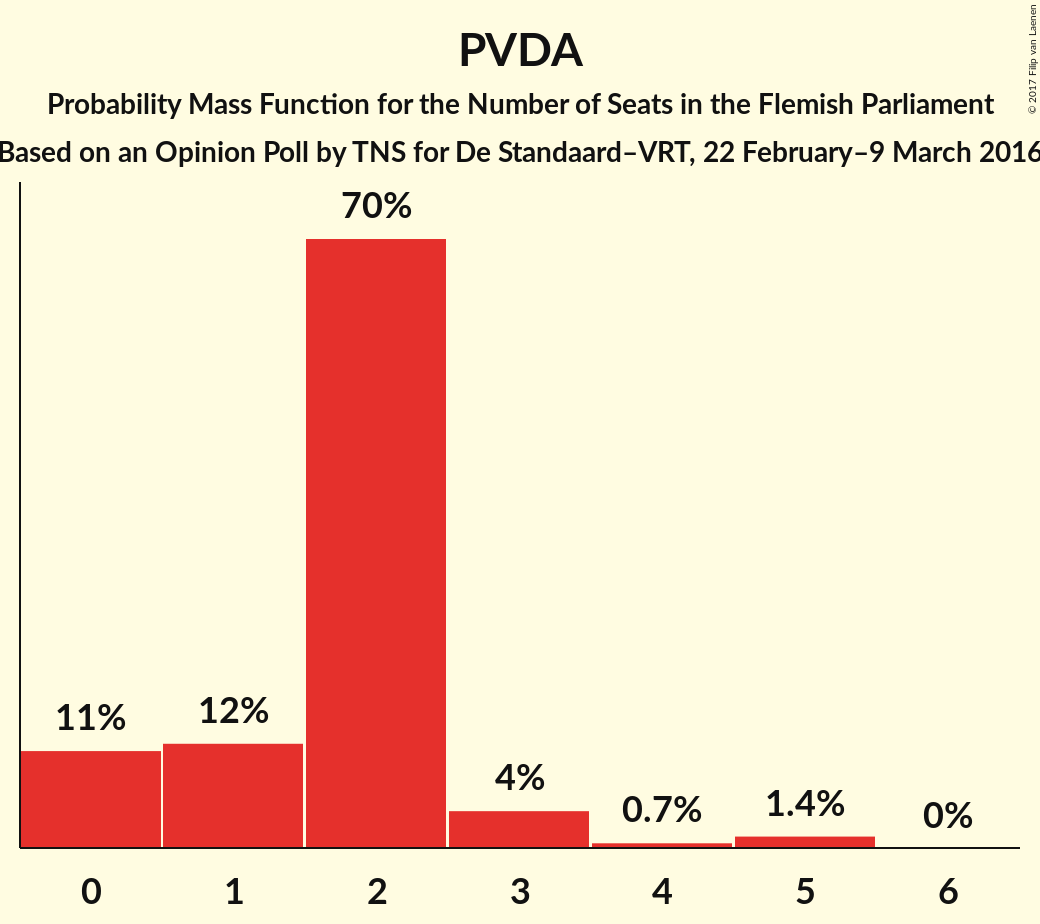 PVDA
Probability Mass Function for the Number of Seats in the Flemish Parliament
Based on an Opinion Poll by TNS for De Standaard–VRT, 22 February–9 March 2016
© 2017 Filip van Laenen
70%
11%
12%
4%
0.7%
1.4%
0%
0 1 2 3 4 5 6